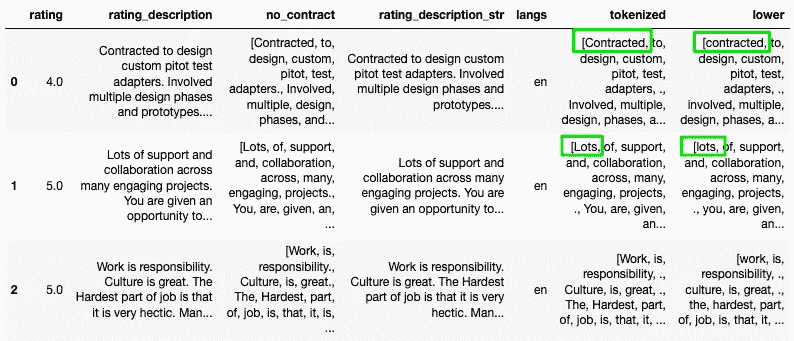 rating rating_description no_contract rating_description_str langs tokenized lower
0
4.0
Contracted to design
custom pitot test
adapters. Involved
multiple design phases
and prototypes....
[Contracted, to,
design, custom,
pitot, test,
adapters., Involved,
multiple, design,
phases, and...
Contracted to design custom
pitot test adapters. Involved
multiple design phases and
prototypes....
en
[Contracted, to,
design, custom,
pitot, test,
adapters, .,
Involved, multiple,
design, phases, a...
[contracted, to,
design, custom,
pitot, test,
adapters, .,
involved, multiple,
design, phases, a...
1
5.0
Lots of support and
collaboration across
many engaging projects.
You are given an
opportunity to...
[Lots, of, support,
and, collaboration,
across, many,
engaging, projects.,
You, are, given, an,
...
Lots of support and
collaboration across many
engaging projects. You are
given an opportunity to...
en
[Lots, of, support,
and, collaboration,
across, many,
engaging, projects,
., You, are, given,
an...
[lots, of, support,
and, collaboration,
across, many,
engaging, projects,
., you, are, given,
an...
2
5.0
Work is responsibility.
Culture is great. The
Hardest part of job is that
it is very hectic. Man...
[Work, is,
responsibility.,
Culture, is, great.,
The, Hardest, part,
of, job, is, that, it, is,
...
Work is responsibility.
Culture is great. The Hardest
part of job is that it is very
hectic. Man...
en
[Work, is,
responsibility, .,
Culture, is, great, .,
The, Hardest, part,
of, job, is, that, it, ...
[work, is,
responsibility, .,
culture, is, great, .,
the, hardest, part,
of, job, is, that, it, ...